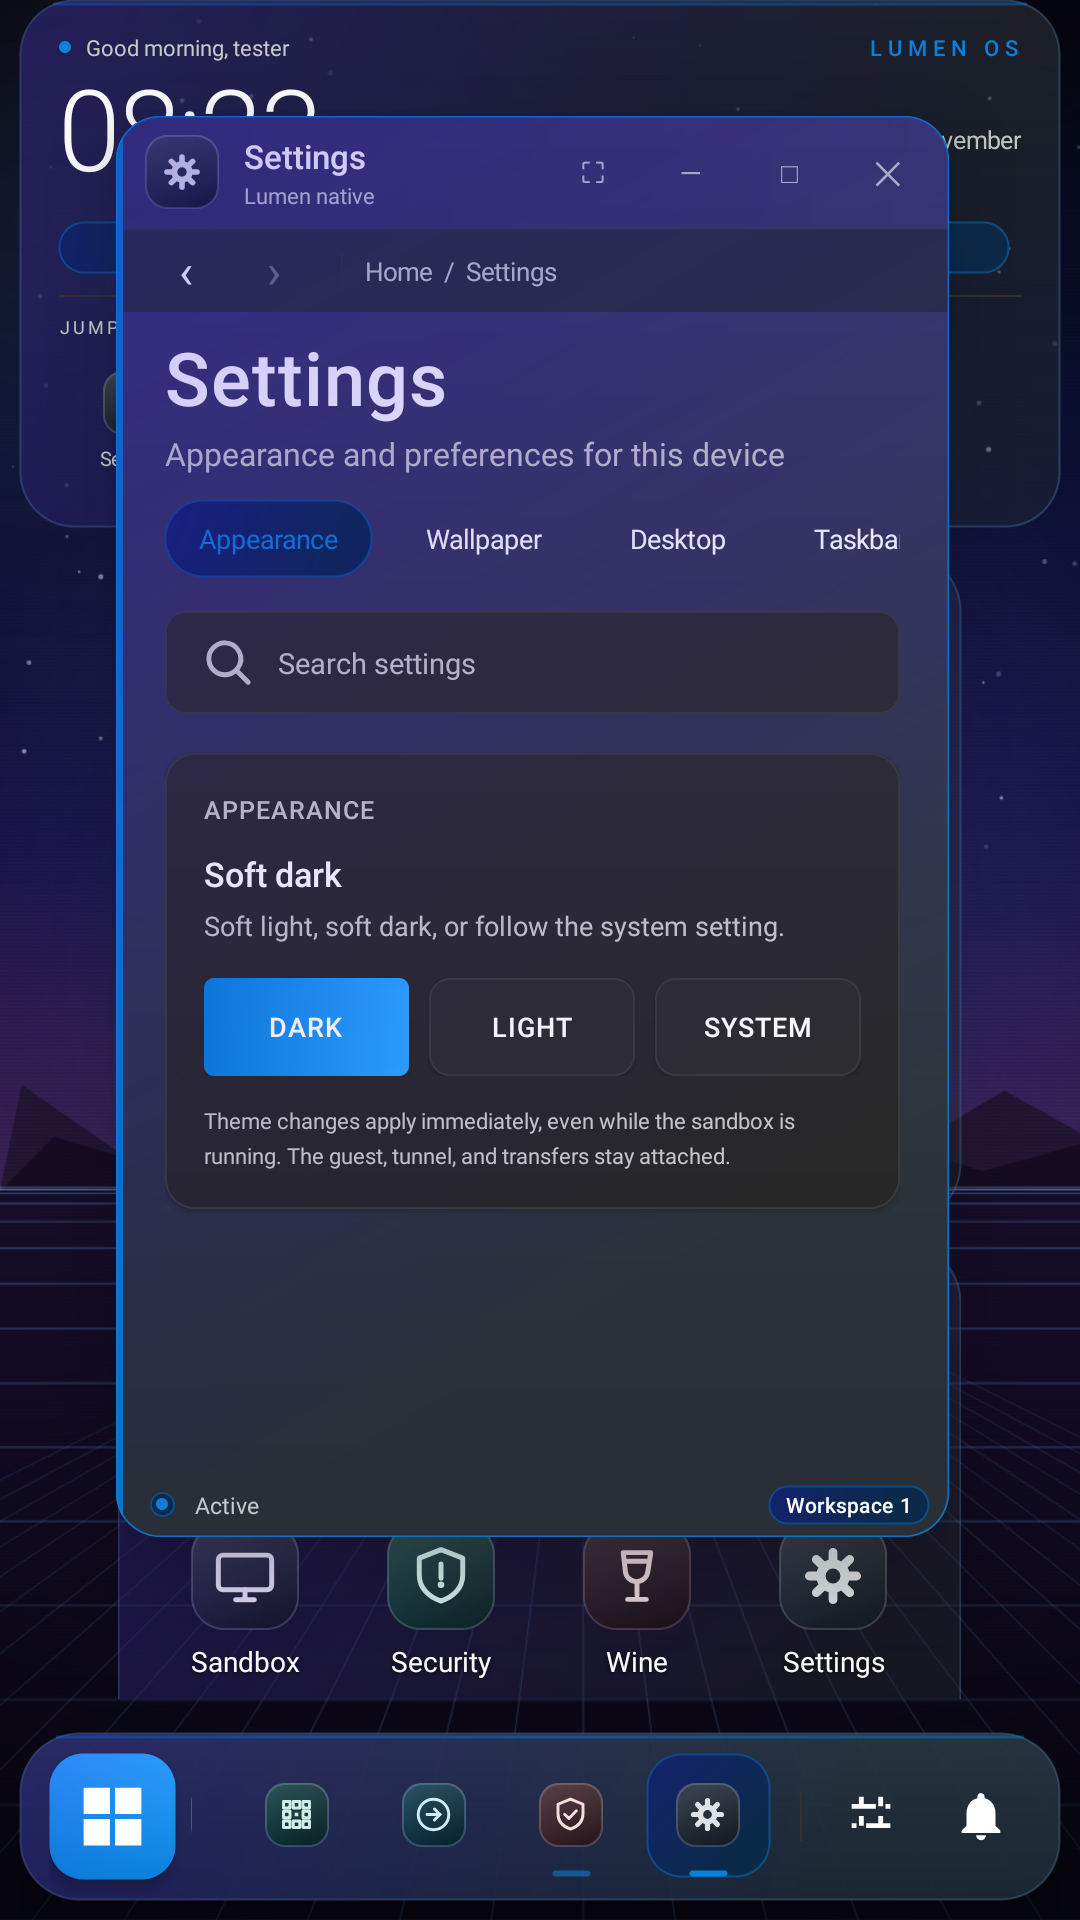 Good morning, tester
LUMEN OS
Settings
Lumen native
Home / Settings
Settings
Appearance and preferences for this device
Appearance
Wallpaper
Desktop
Search settings
APPEARANCE
Soft dark
Soft light, soft dark, or follow the system setting.
DARK
LIGHT
SYSTEM
Theme changes apply immediately, even while the sandbox is
running. The guest, tunnel, and transfers stay attached.
Active
Workspace 1
Sandbox
Security
Wine
Settings